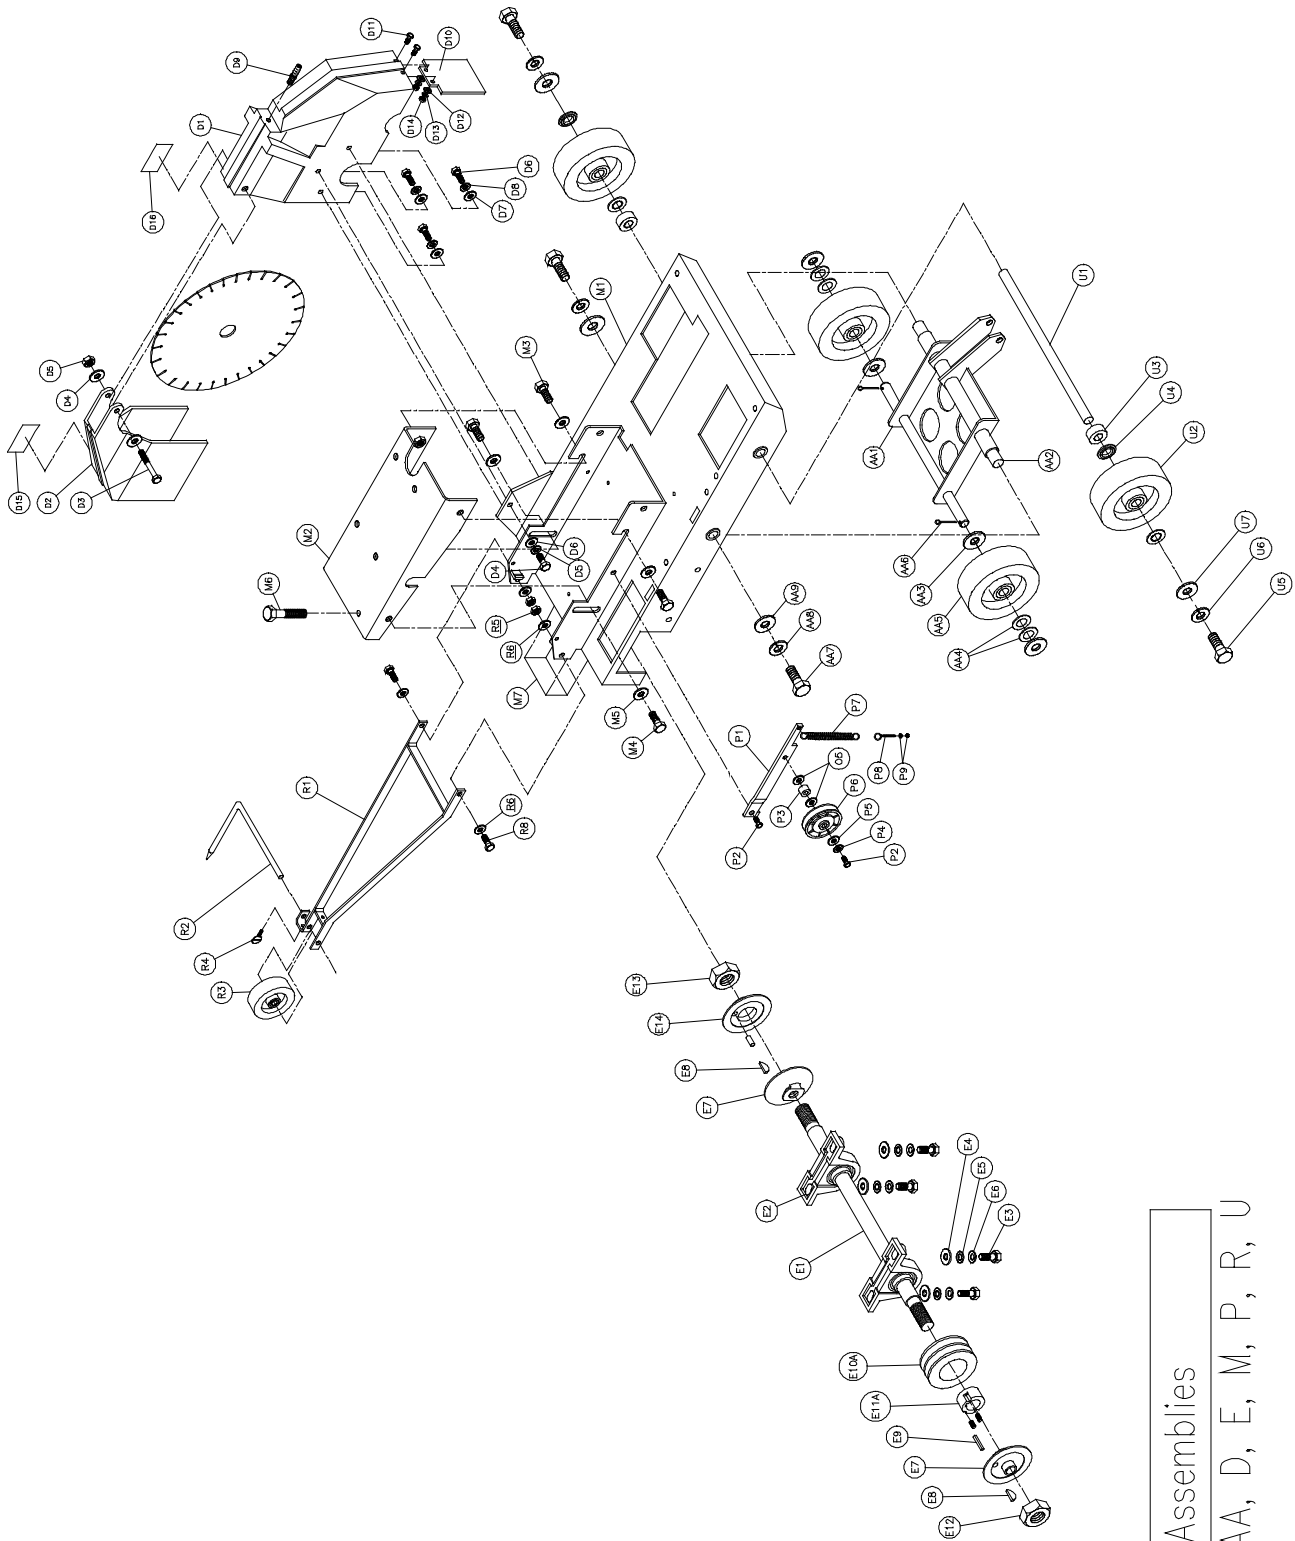 D11
D10
D9
D1
D16
D14
D13
D12
D6
D8
D7
D5
D4
D15
D2
D3
M1
M3
M2
M6
D4
D6
D5
R5
R6
M7
M5
M4
U1
U3
U4
U2
U7
U6
U5
AA1
AA2
AA6
AA3
AA5
AA4
AA9
AA8
AA7
P7
P1
P8
P9
O5
P3
P6
P5
P4
P2
P2
R1
R6
R8
R2
R4
R3
E13
E14
E8
E7
E4
E5
E6
E3
E2
E1
E10A
E11A
E9
E7
E8
E12
Assemblies
AA, D, E, M, P, R, U